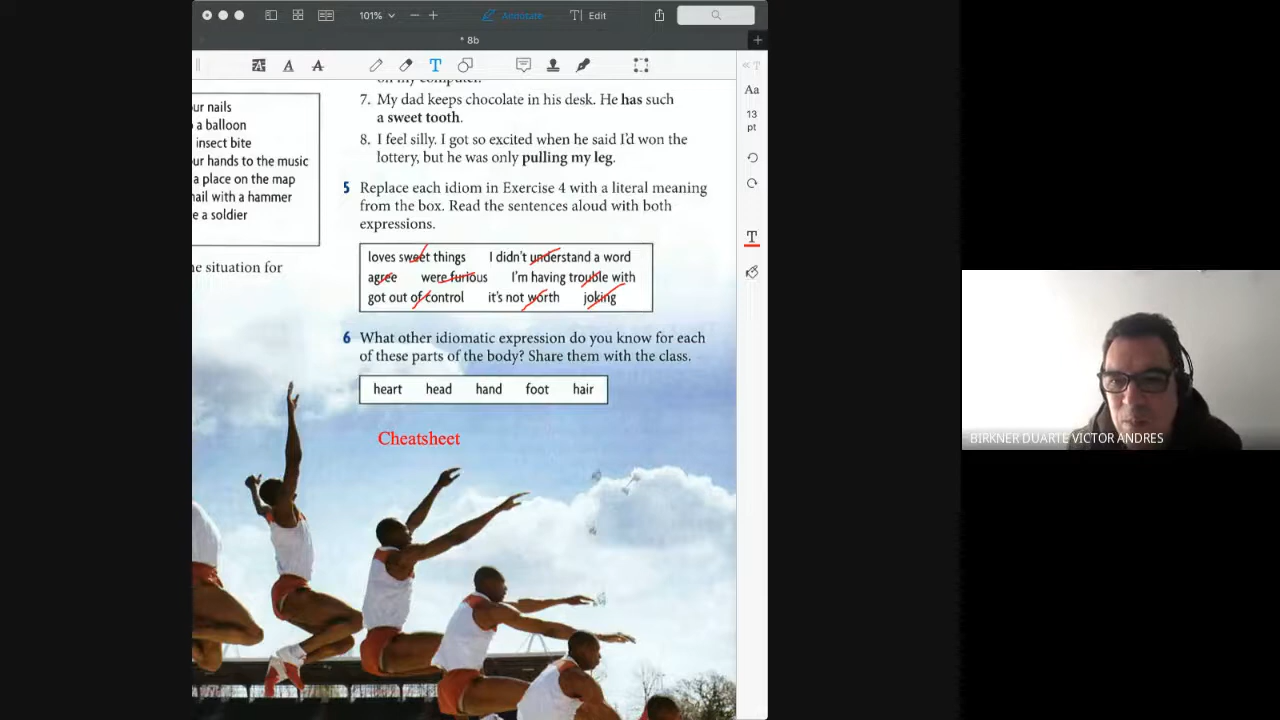 101%
Annotate
Edit
* 8b
on my computer.
7. My dad keeps chocolate in his desk. He has such
a sweet tooth.
8. I feel silly. I got so excited when he said I'd won the
lottery, but he was only pulling my leg.
ur nails
a balloon
insect bite
ur hands to the music
a place on the map
nail with a hammer
e a soldier
ne situation for
5 Replace each idiom in Exercise 4 with a literal meaning
from the box. Read the sentences aloud with both
expressions.
loves sweet things I didn't understand a word
agree were furious I'm having trouble with
got out of control it's not worth joking
6 What other idiomatic expression do you know for each
of these parts of the body? Share them with the class.
heart head hand foot hair
Cheatsheet
Aa
13
pt
T
BIRKNER DUARTE VICTOR ANDRES